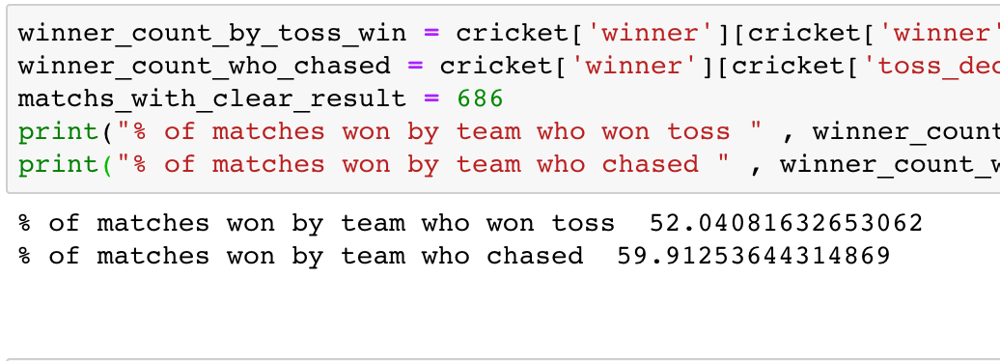 winner_count_by_toss_win = cricket['winner'][cricket['winner'
winner_count_who_chased = cricket['winner'][cricket['toss_dec
matchs_with_clear_result = 686
print("% of matches won by team who won toss " , winner_count
print("% of matches won by team who chased " , winner_count_w
% of matches won by team who won toss  52.04081632653062
% of matches won by team who chased  59.91253644314869